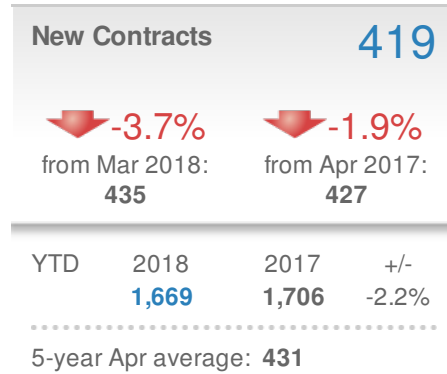 New Contracts 419
-3.7% -1.9%
from Mar 2018: from Apr 2017:
435 427
YTD 2018 2017 +/-
1,669 1,706 -2.2%
5-year Apr average: 431